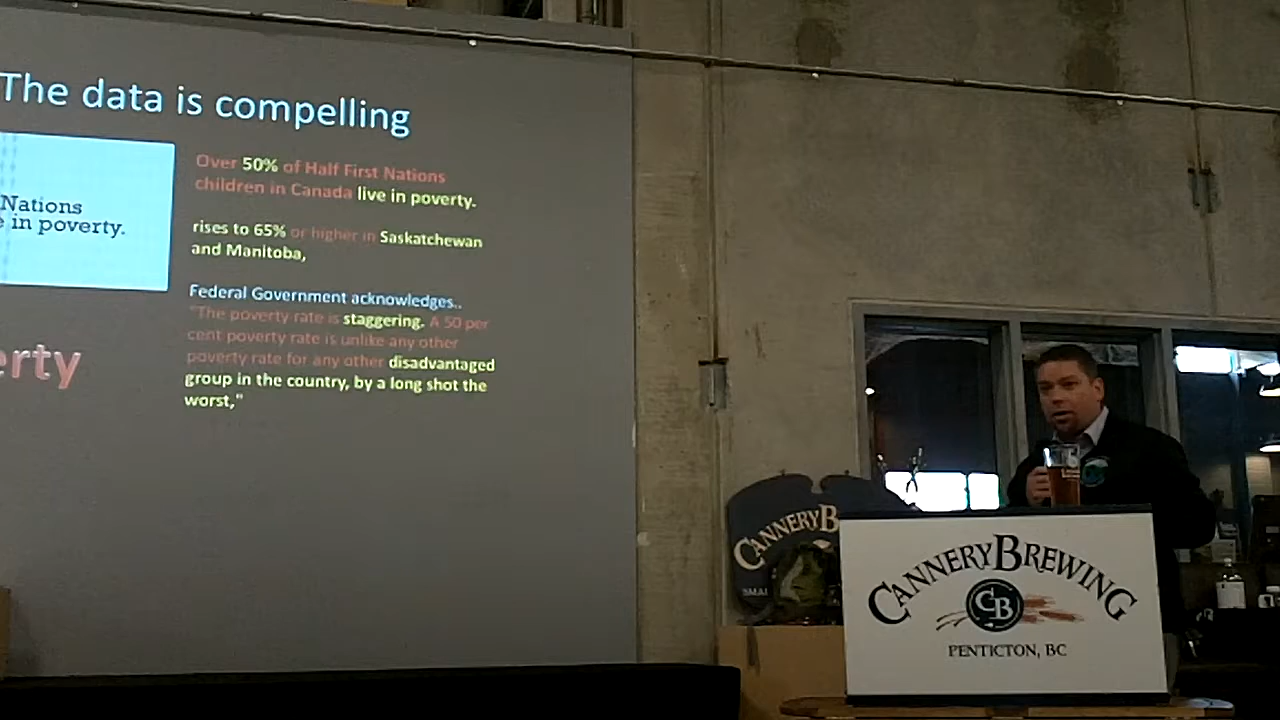 The data is compelling
Nations
e in poverty.
erty
Over 50% of Half First Nations
children in Canada live in poverty.
rises to 65% or higher in Saskatchewan
and Manitoba,
Federal Government acknowledges..
"The poverty rate is staggering. A 50 per
cent poverty rate is unlike any other
poverty rate for any other disadvantaged
group in the country, by a long shot the
worst,"
CANNERY B
CANNERY BREWING
CB
PENTICTON, BC